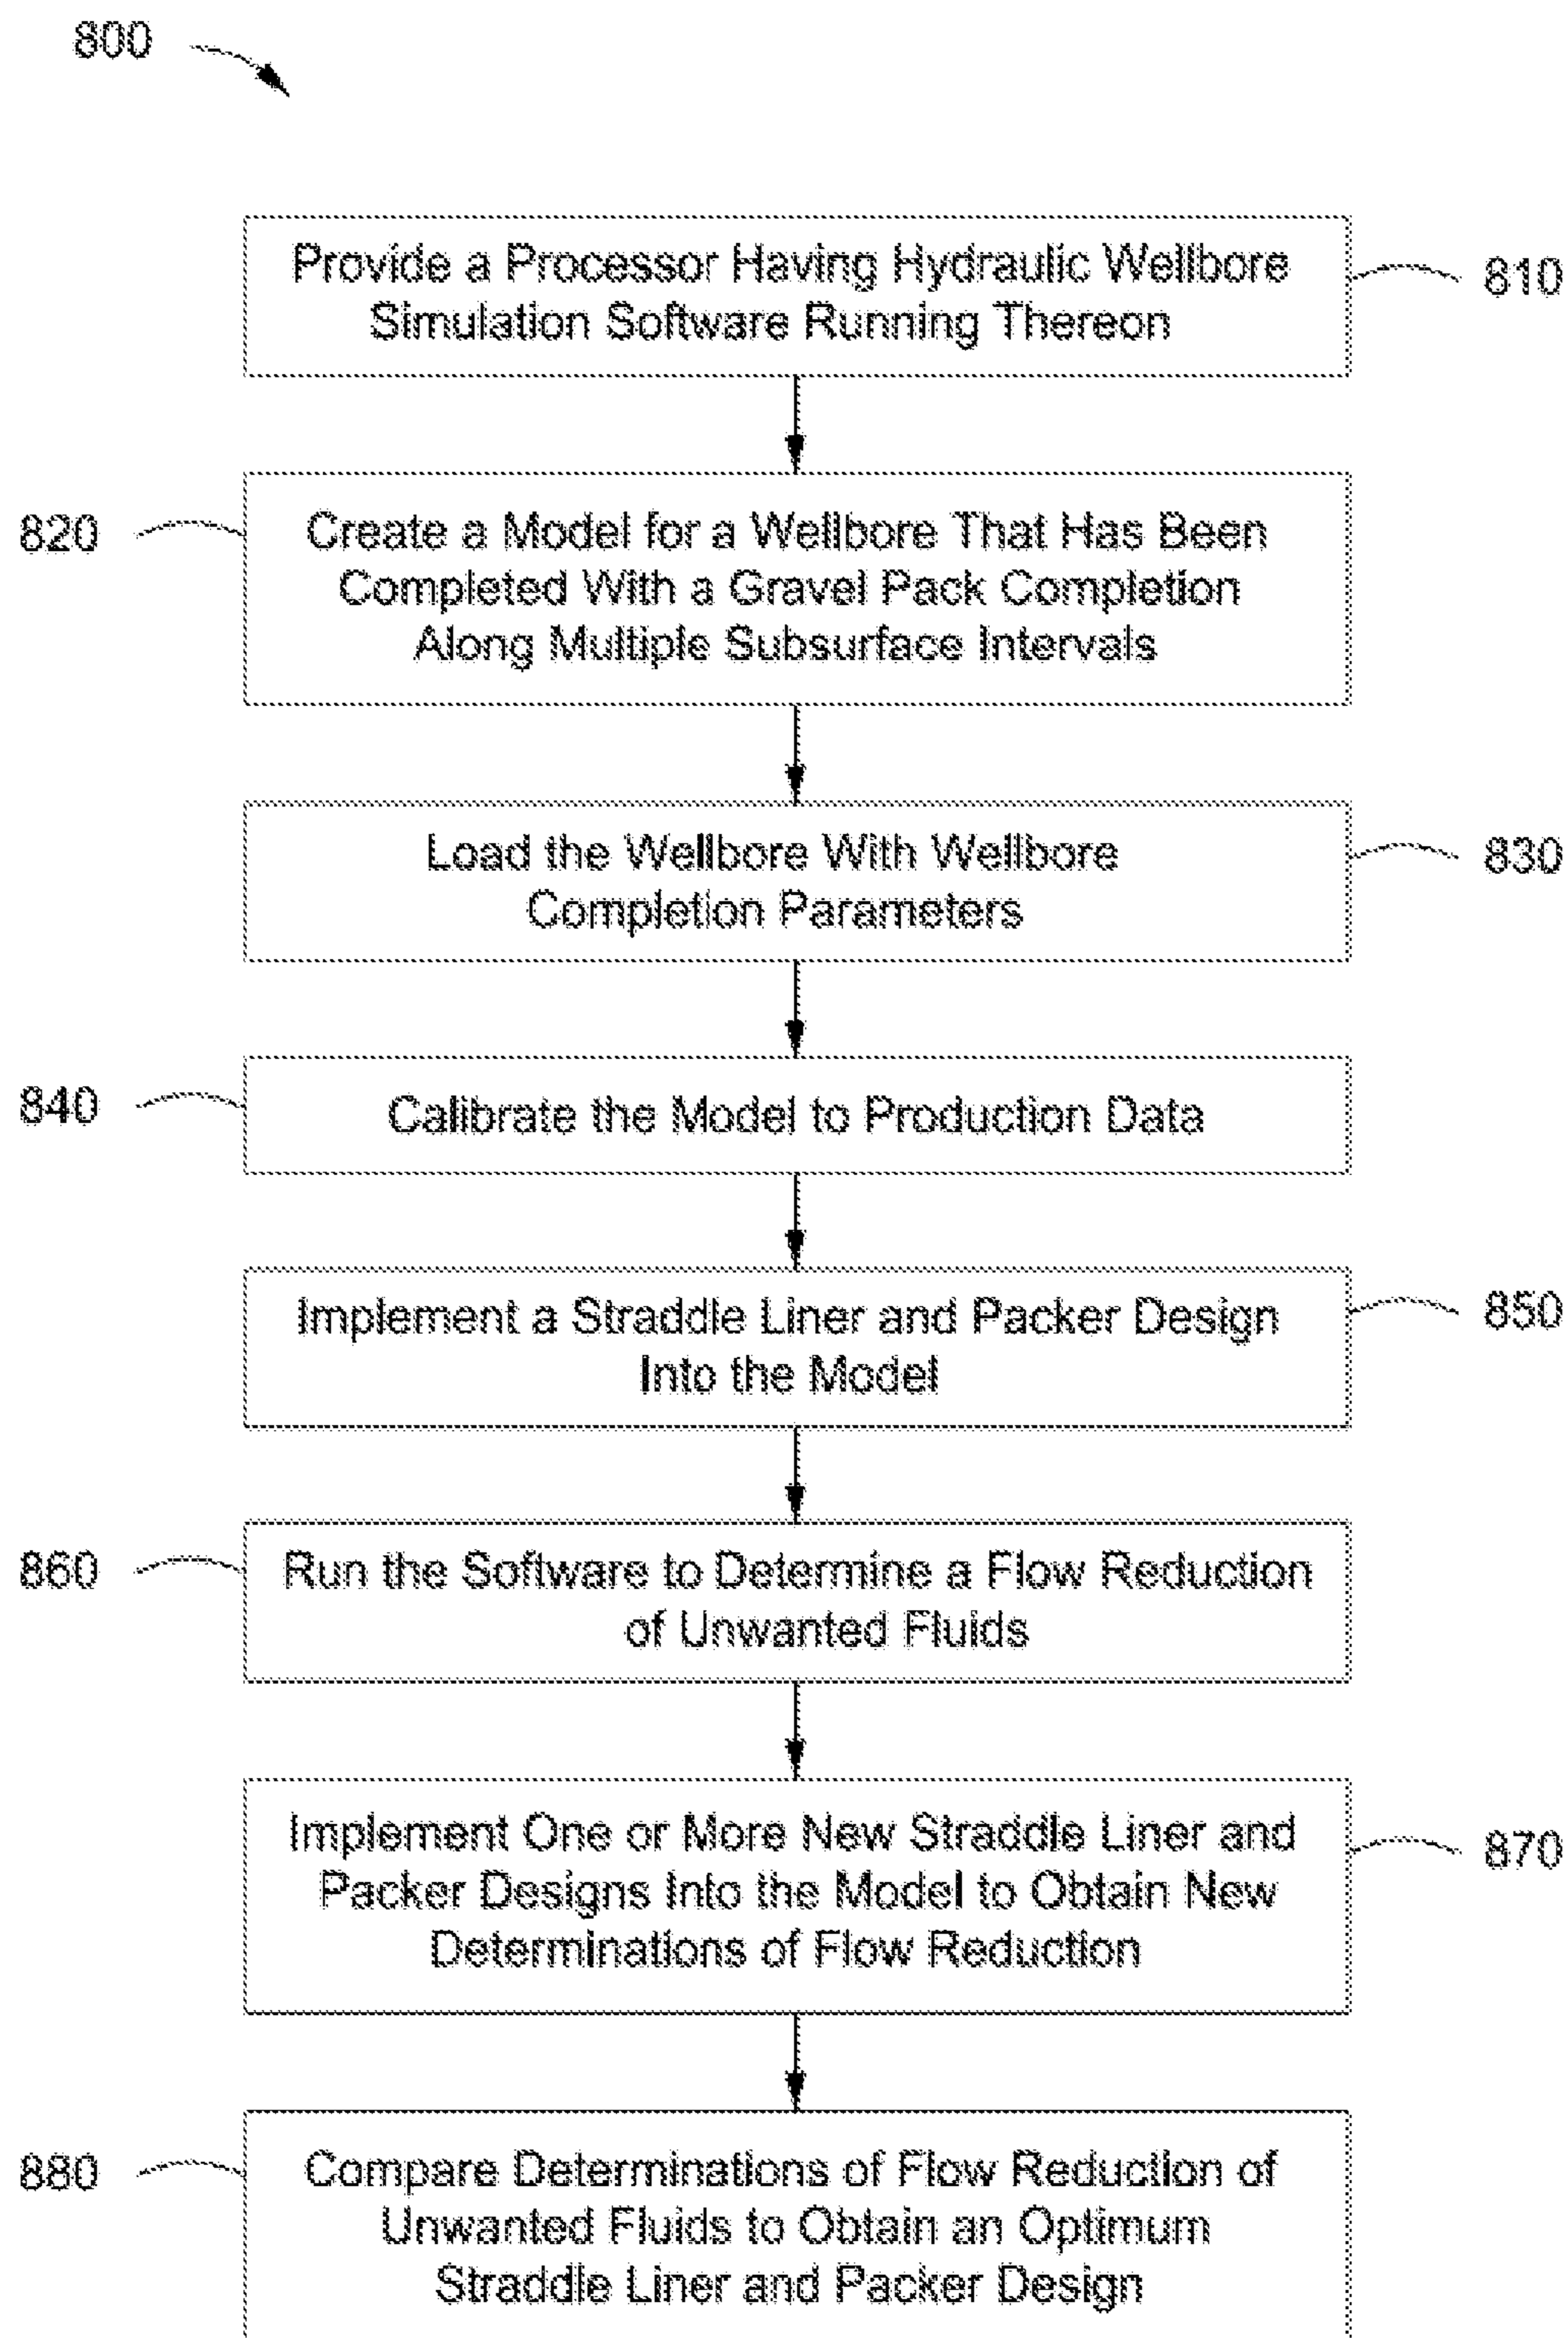 800
Provide a Processor Having Hydraulic Wellbore
Simulation Software Running Thereon
810
820
Create a Model for a Wellbore That Has Been
Completed With a Gravel Pack Completion
Along Multiple Subsurface Intervals
Load the Wellbore With Wellbore
Completion Parameters
830
840
Calibrate the Model to Production Data
Implement a Straddle Liner and Packer Design
Into the Model
850
860
Run the Software to Determine a Flow Reduction
of Unwanted Fluids
Implement One or More New Straddle Liner and
Packer Designs Into the Model to Obtain New
Determinations of Flow Reduction
870
880
Compare Determinations of Flow Reduction of
Unwanted Fluids to Obtain an Optimum
Straddle Liner and Packer Design